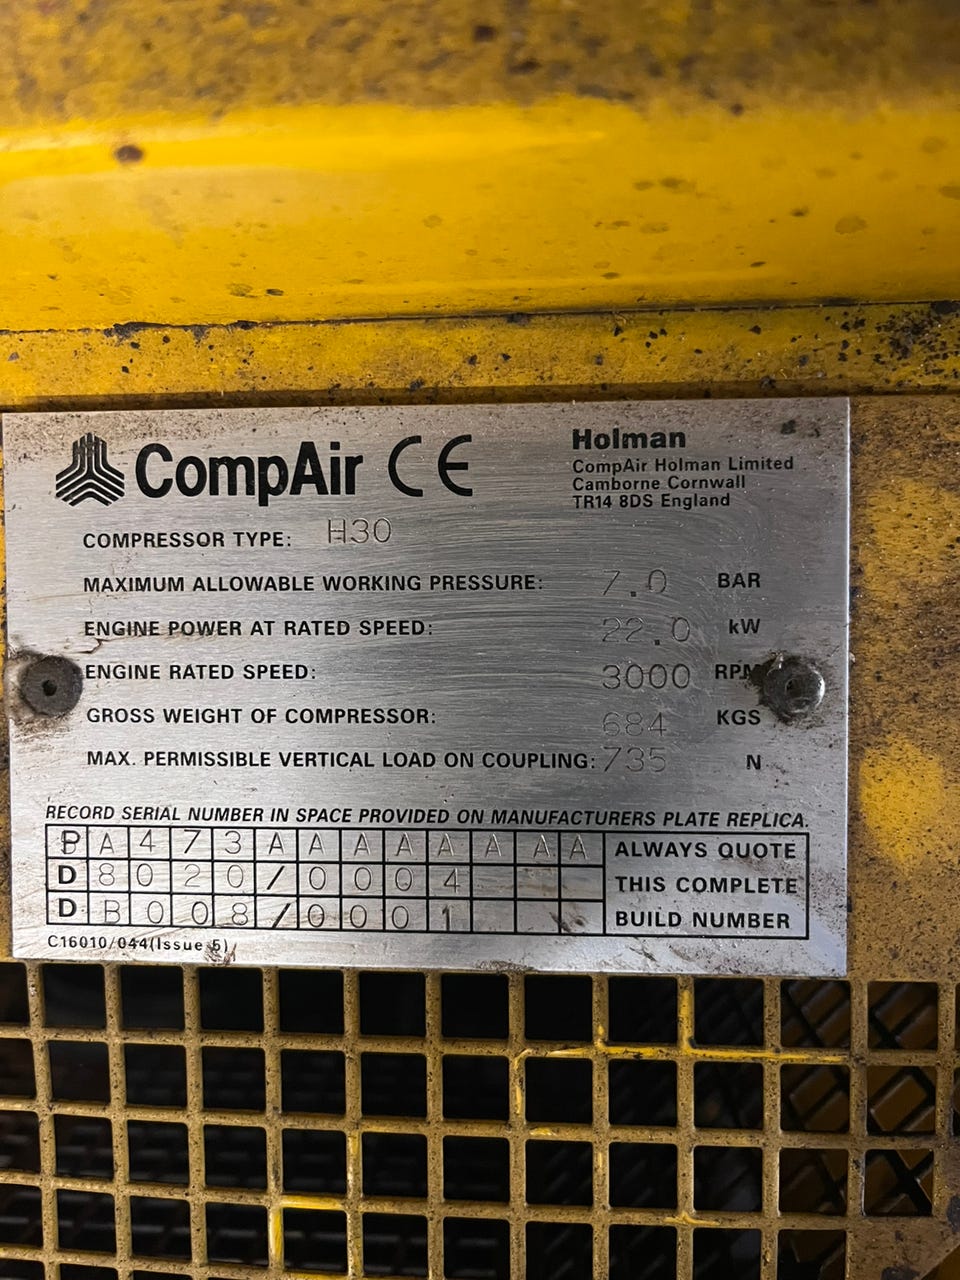 CompAir CE
Holman
CompAir Holman Limited
Camborne Cornwall
TR14 8DS England
COMPRESSOR TYPE: H30
MAXIMUM ALLOWABLE WORKING PRESSURE: 7.0 BAR
ENGINE POWER AT RATED SPEED: 22.0 kW
ENGINE RATED SPEED: 3000 RPM
GROSS WEIGHT OF COMPRESSOR: 684 KGS
MAX. PERMISSIBLE VERTICAL LOAD ON COUPLING: 735 N
RECORD SERIAL NUMBER IN SPACE PROVIDED ON MANUFACTURERS PLATE REPLICA.
A 4 7 3 A A A A A A A A ALWAYS QUOTE
D 8 0 2 0 / 0 0 0 4 THIS COMPLETE
D B 0 0 8 / 0 0 0 1 BUILD NUMBER
C16010/044(Issue 5)